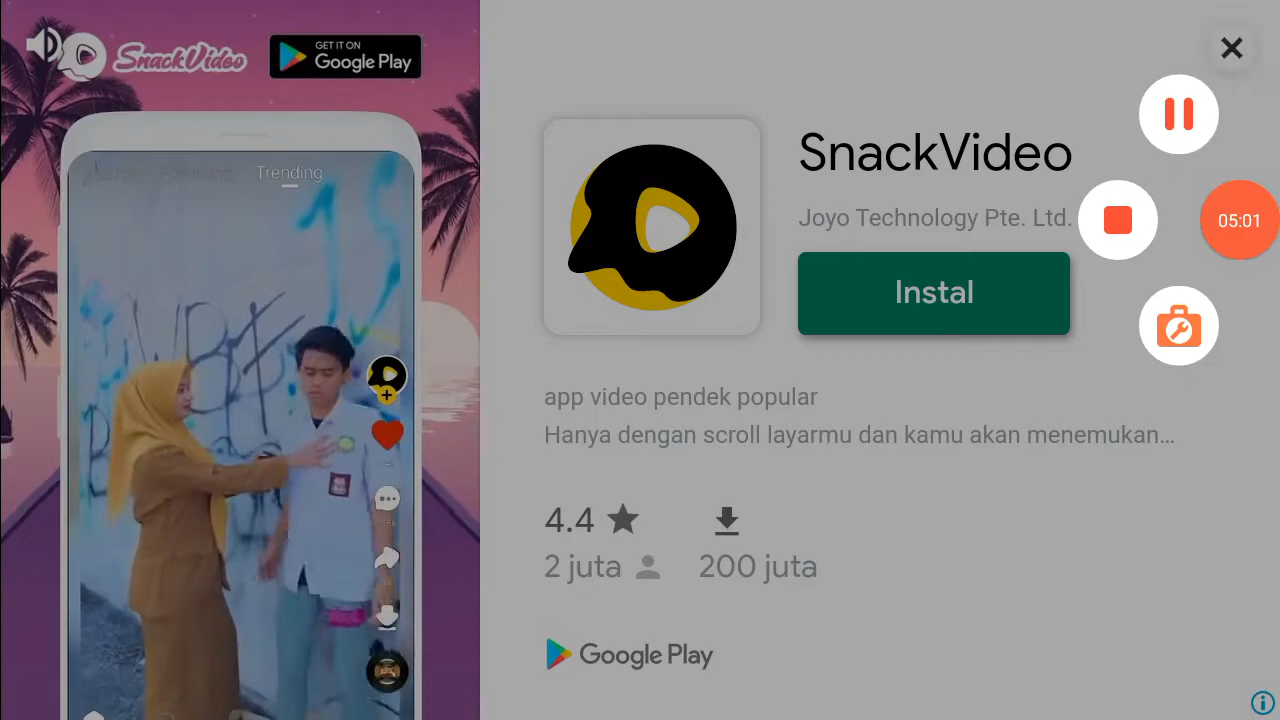 SnackVideo
GET IT ON
Google Play
Trending
SnackVideo
Joyo Technology Pte. Ltd.
Instal
05:01
app video pendek popular
Hanya dengan scroll layarmu dan kamu akan menemukan...
4.4
2 juta
200 juta
Google Play